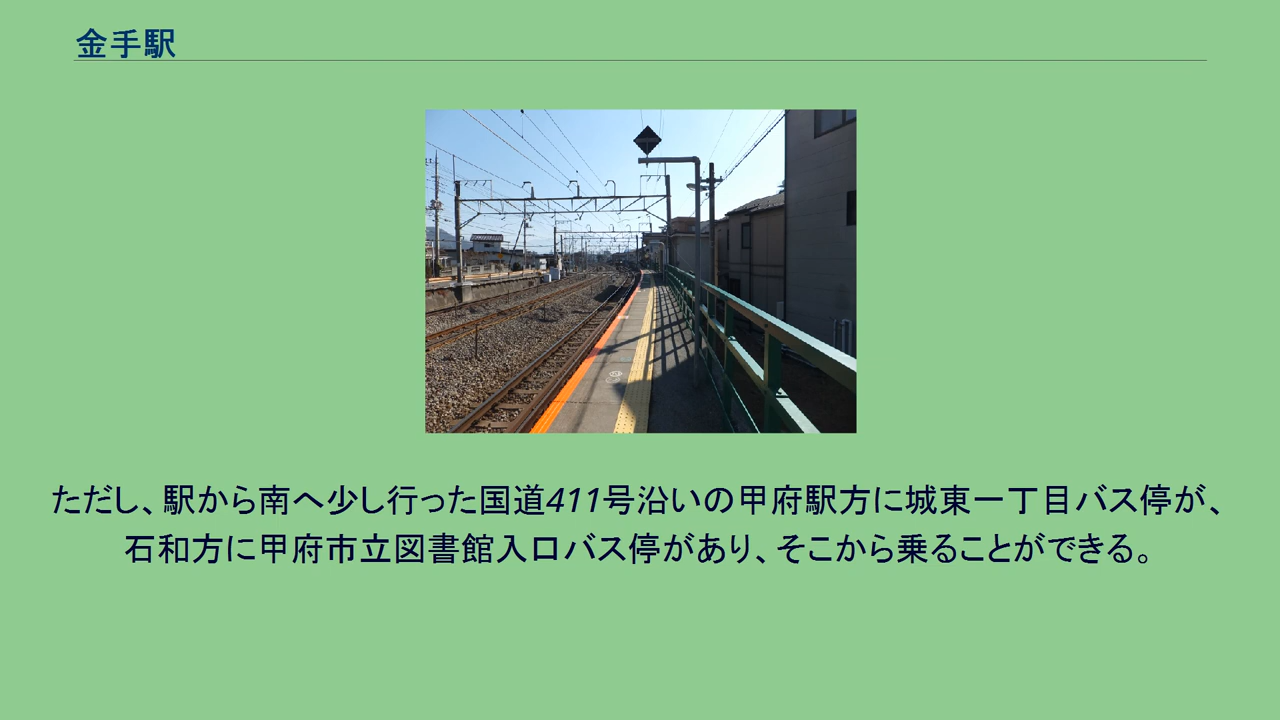 金手駅
ただし、駅から南へ少し行った国道411号沿いの甲府駅方に城東一丁目バス停が、
石和方に甲府市立図書館入口バス停があり、そこから乗ることができる。